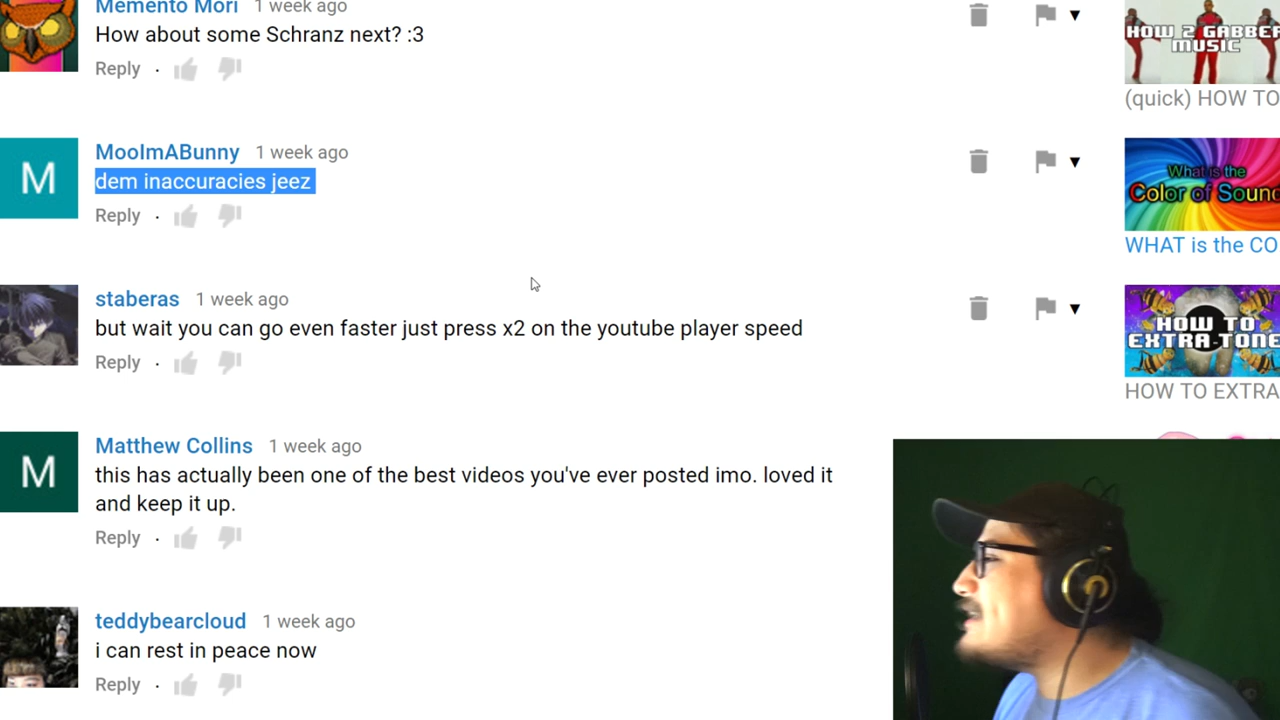 Memento Mori 1 week ago
How about some Schranz next? :3
Reply ·
M
MooImABunny 1 week ago
dem inaccuracies jeez
Reply ·
staberas 1 week ago
but wait you can go even faster just press x2 on the youtube player speed
Reply ·
M
Matthew Collins 1 week ago
this has actually been one of the best videos you've ever posted imo. loved it
and keep it up.
Reply ·
teddybearcloud 1 week ago
i can rest in peace now
Reply ·
HOW 2 GABBER
MUSIC
(quick) HOW TO
What is the
Color of Sound
WHAT is the CO
HOW TO
EXTRATONE
HOW TO EXTRA